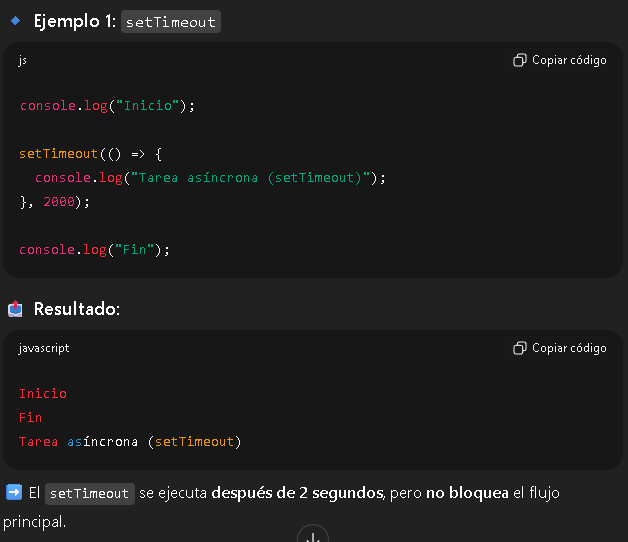 Ejemplo 1: setTimeout
js
Copiar código
console.log("Inicio");
setTimeout(() => {
console.log("Tarea asíncrona (setTimeout)");
}, 2000);
console.log("Fin");
Resultado:
javascript
Copiar código
Inicio
Fin
Tarea asíncrona (setTimeout)
El setTimeout se ejecuta después de 2 segundos, pero no bloquea el flujo
principal.